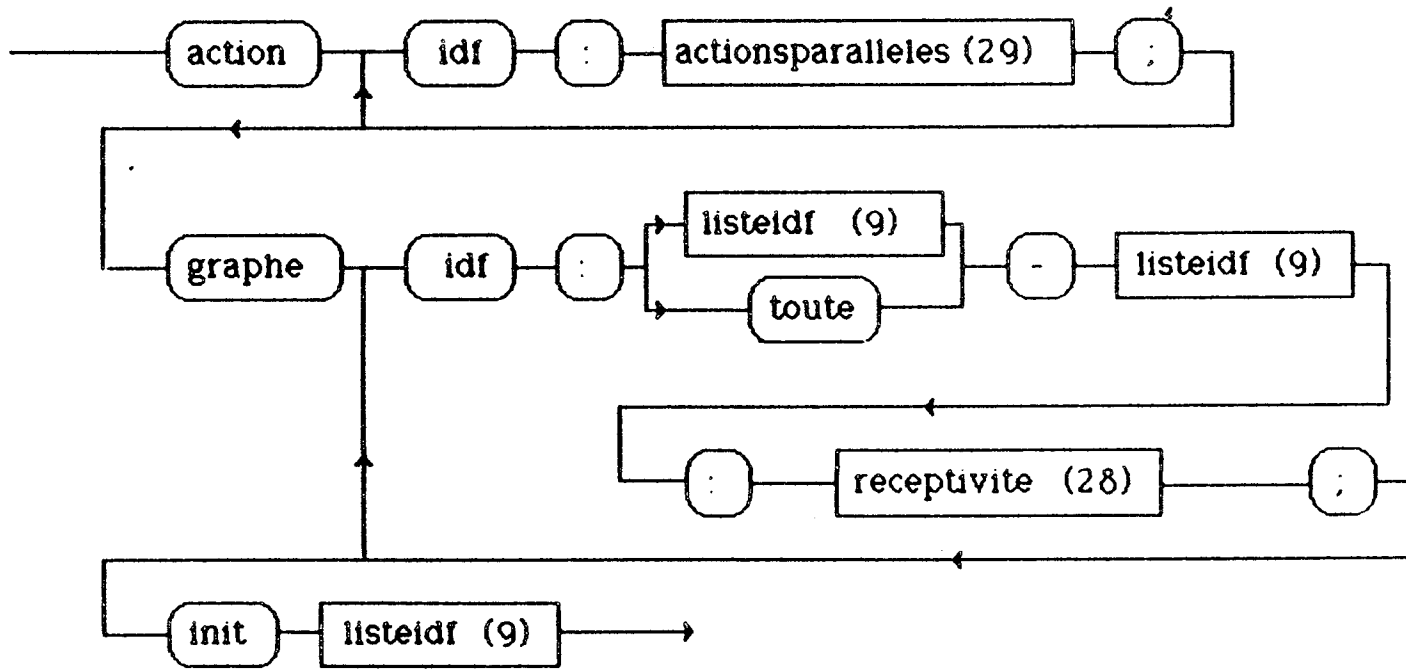 action idf : actionsparalleles (29) ;
listeidf (9)
graphe idf : - listeidf (9)
toute
: receptivite (28) ;
init listeidf (9)